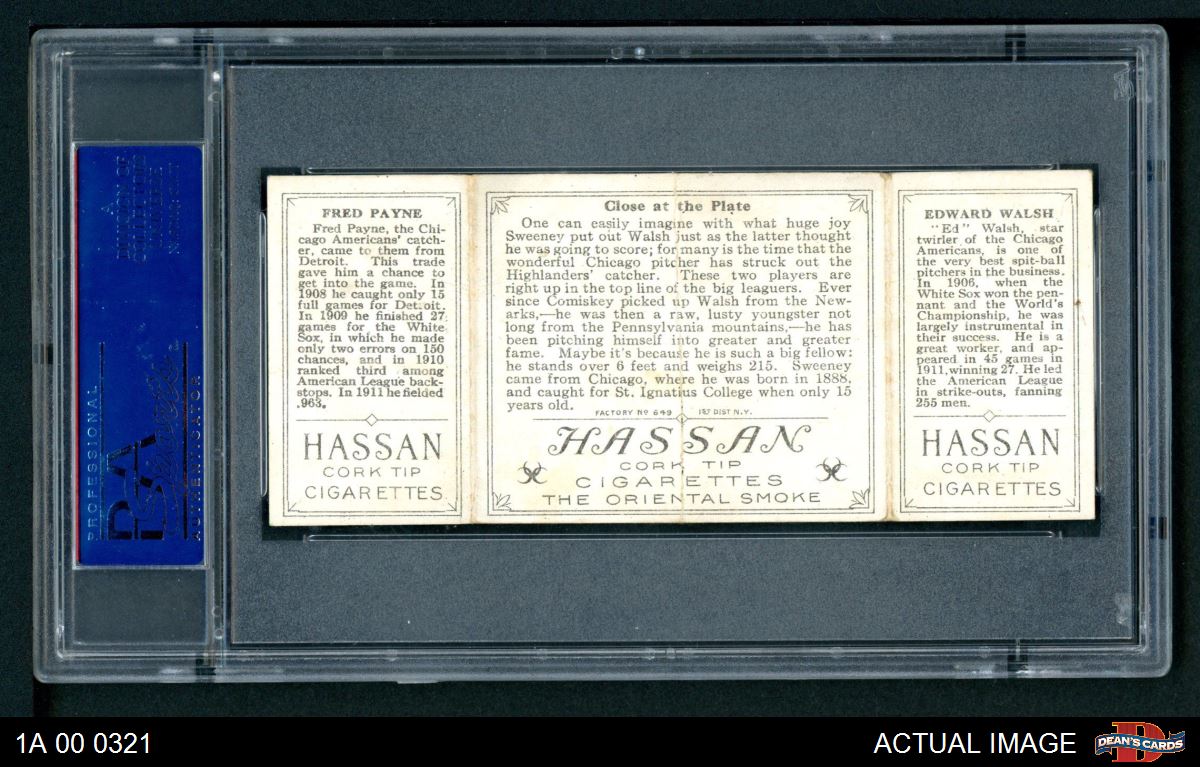 A
DIVISION OF
COLLECTORS
UNIVERSE
NASDAQ: CLCT
PROFESSIONAL
PSA
AUTHENTICATOR
FRED PAYNE
Fred Payne, the Chi-
cago Americans' catch-
er, came to them from
Detroit. This trade
gave him a chance to
get into the game. In
1908 he caught only 15
full games for Detroit.
In 1909 he finished 27
games for the White
Sox, in which he made
only two errors on 150
chances, and in 1910
ranked third among
American League back-
stops. In 1911 he fielded
.963.
HASSAN
CORK TIP
CIGARETTES
Close at the Plate
One can easily imagine with what huge joy
Sweeney put out Walsh just as the latter thought
he was going to score; for many is the time that the
wonderful Chicago pitcher has struck out the
Highlanders' catcher. These two players are
right up in the top line of the big leaguers. Ever
since Comiskey picked up Walsh from the New-
arks,—he was then a raw, lusty youngster not
long from the Pennsylvania mountains,—he has
been pitching himself into greater and greater
fame. Maybe it's because he is such a big fellow:
he stands over 6 feet and weighs 215. Sweeney
came from Chicago, where he was born in 1888,
and caught for St. Ignatius College when only 15
years old.
FACTORY Nº 649 1ST DIST N.Y.
HASSAN
CORK TIP
CIGARETTES
THE ORIENTAL SMOKE
EDWARD WALSH
"Ed" Walsh, star
twirler of the Chicago
Americans, is one of
the very best spit-ball
pitchers in the business.
In 1906, when the
White Sox won the pen-
nant and the World's
Championship, he was
largely instrumental in
their success. He is a
great worker, and ap-
peared in 45 games in
1911, winning 27. He led
the American League
in strike-outs, fanning
255 men.
HASSAN
CORK TIP
CIGARETTES
1A 00 0321
ACTUAL IMAGE
DEAN'S CARDS